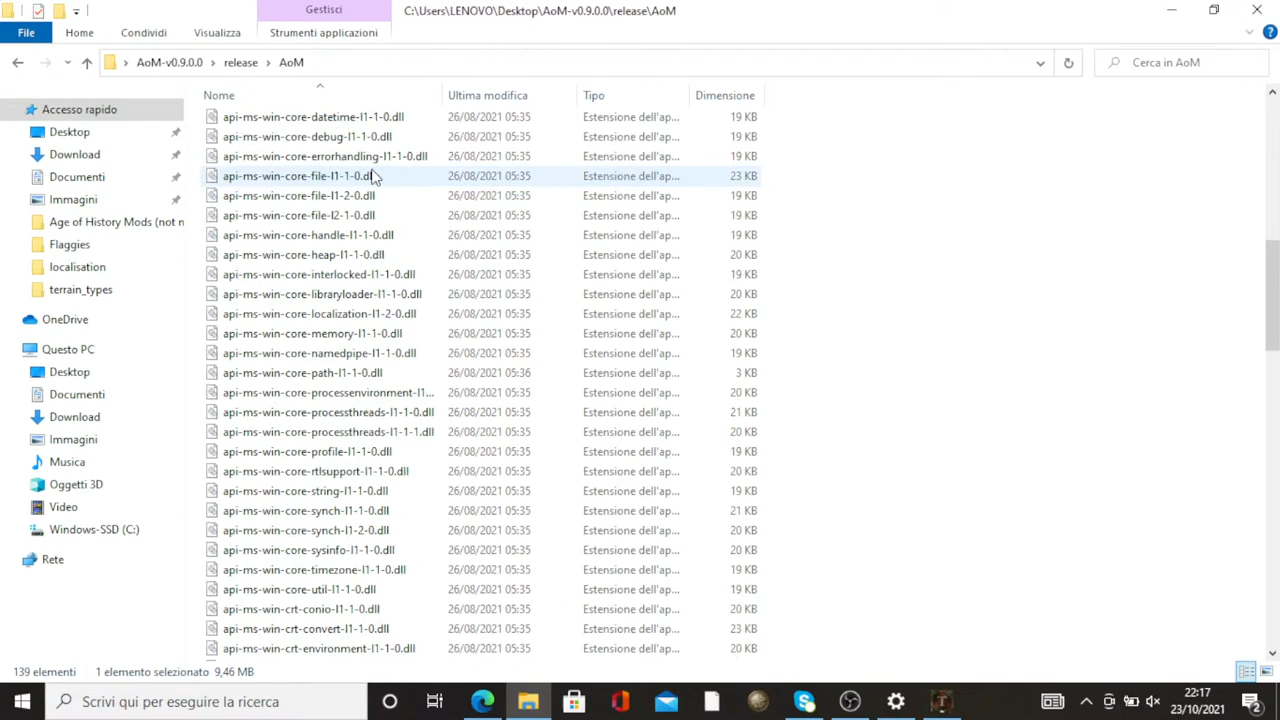 Gestisci
C:\Users\LENOVO\Desktop\AoM-v0.9.0.0\release\AoM
File Home Condividi Visualizza Strumenti applicazioni
AoM-v0.9.0.0 release AoM
Cerca in AoM
Nome Ultima modifica Tipo Dimensione
Accesso rapido
Desktop
Download
Documenti
Immagini
Age of History Mods (not n
Flaggies
localisation
terrain_types
OneDrive
Questo PC
Desktop
Documenti
Download
Immagini
Musica
Oggetti 3D
Video
Windows-SSD (C:)
Rete
api-ms-win-core-datetime-l1-1-0.dll 26/08/2021 05:35 Estensione dell'ap... 19 KB
api-ms-win-core-debug-l1-1-0.dll 26/08/2021 05:35 Estensione dell'ap... 19 KB
api-ms-win-core-errorhandling-l1-1-0.dll 26/08/2021 05:35 Estensione dell'ap... 19 KB
api-ms-win-core-file-l1-1-0.dll 26/08/2021 05:35 Estensione dell'ap... 23 KB
api-ms-win-core-file-l1-2-0.dll 26/08/2021 05:35 Estensione dell'ap... 19 KB
api-ms-win-core-file-l2-1-0.dll 26/08/2021 05:35 Estensione dell'ap... 19 KB
api-ms-win-core-handle-l1-1-0.dll 26/08/2021 05:35 Estensione dell'ap... 19 KB
api-ms-win-core-heap-l1-1-0.dll 26/08/2021 05:35 Estensione dell'ap... 20 KB
api-ms-win-core-interlocked-l1-1-0.dll 26/08/2021 05:35 Estensione dell'ap... 19 KB
api-ms-win-core-libraryloader-l1-1-0.dll 26/08/2021 05:35 Estensione dell'ap... 20 KB
api-ms-win-core-localization-l1-2-0.dll 26/08/2021 05:35 Estensione dell'ap... 22 KB
api-ms-win-core-memory-l1-1-0.dll 26/08/2021 05:35 Estensione dell'ap... 20 KB
api-ms-win-core-namedpipe-l1-1-0.dll 26/08/2021 05:35 Estensione dell'ap... 19 KB
api-ms-win-core-path-l1-1-0.dll 26/08/2021 05:36 Estensione dell'ap... 3 KB
api-ms-win-core-processenvironment-l1... 26/08/2021 05:35 Estensione dell'ap... 20 KB
api-ms-win-core-processthreads-l1-1-0.dll 26/08/2021 05:35 Estensione dell'ap... 21 KB
api-ms-win-core-processthreads-l1-1-1.dll 26/08/2021 05:35 Estensione dell'ap... 20 KB
api-ms-win-core-profile-l1-1-0.dll 26/08/2021 05:35 Estensione dell'ap... 19 KB
api-ms-win-core-rtlsupport-l1-1-0.dll 26/08/2021 05:35 Estensione dell'ap... 20 KB
api-ms-win-core-string-l1-1-0.dll 26/08/2021 05:35 Estensione dell'ap... 19 KB
api-ms-win-core-synch-l1-1-0.dll 26/08/2021 05:35 Estensione dell'ap... 21 KB
api-ms-win-core-synch-l1-2-0.dll 26/08/2021 05:35 Estensione dell'ap... 20 KB
api-ms-win-core-sysinfo-l1-1-0.dll 26/08/2021 05:35 Estensione dell'ap... 20 KB
api-ms-win-core-timezone-l1-1-0.dll 26/08/2021 05:35 Estensione dell'ap... 20 KB
api-ms-win-core-util-l1-1-0.dll 26/08/2021 05:35 Estensione dell'ap... 19 KB
api-ms-win-crt-conio-l1-1-0.dll 26/08/2021 05:35 Estensione dell'ap... 20 KB
api-ms-win-crt-convert-l1-1-0.dll 26/08/2021 05:35 Estensione dell'ap... 23 KB
api-ms-win-crt-environment-l1-1-0.dll 26/08/2021 05:35 Estensione dell'ap... 20 KB
139 elementi 1 elemento selezionato 9,46 MB
Scrivi qui per eseguire la ricerca
22:17
23/10/2021
2